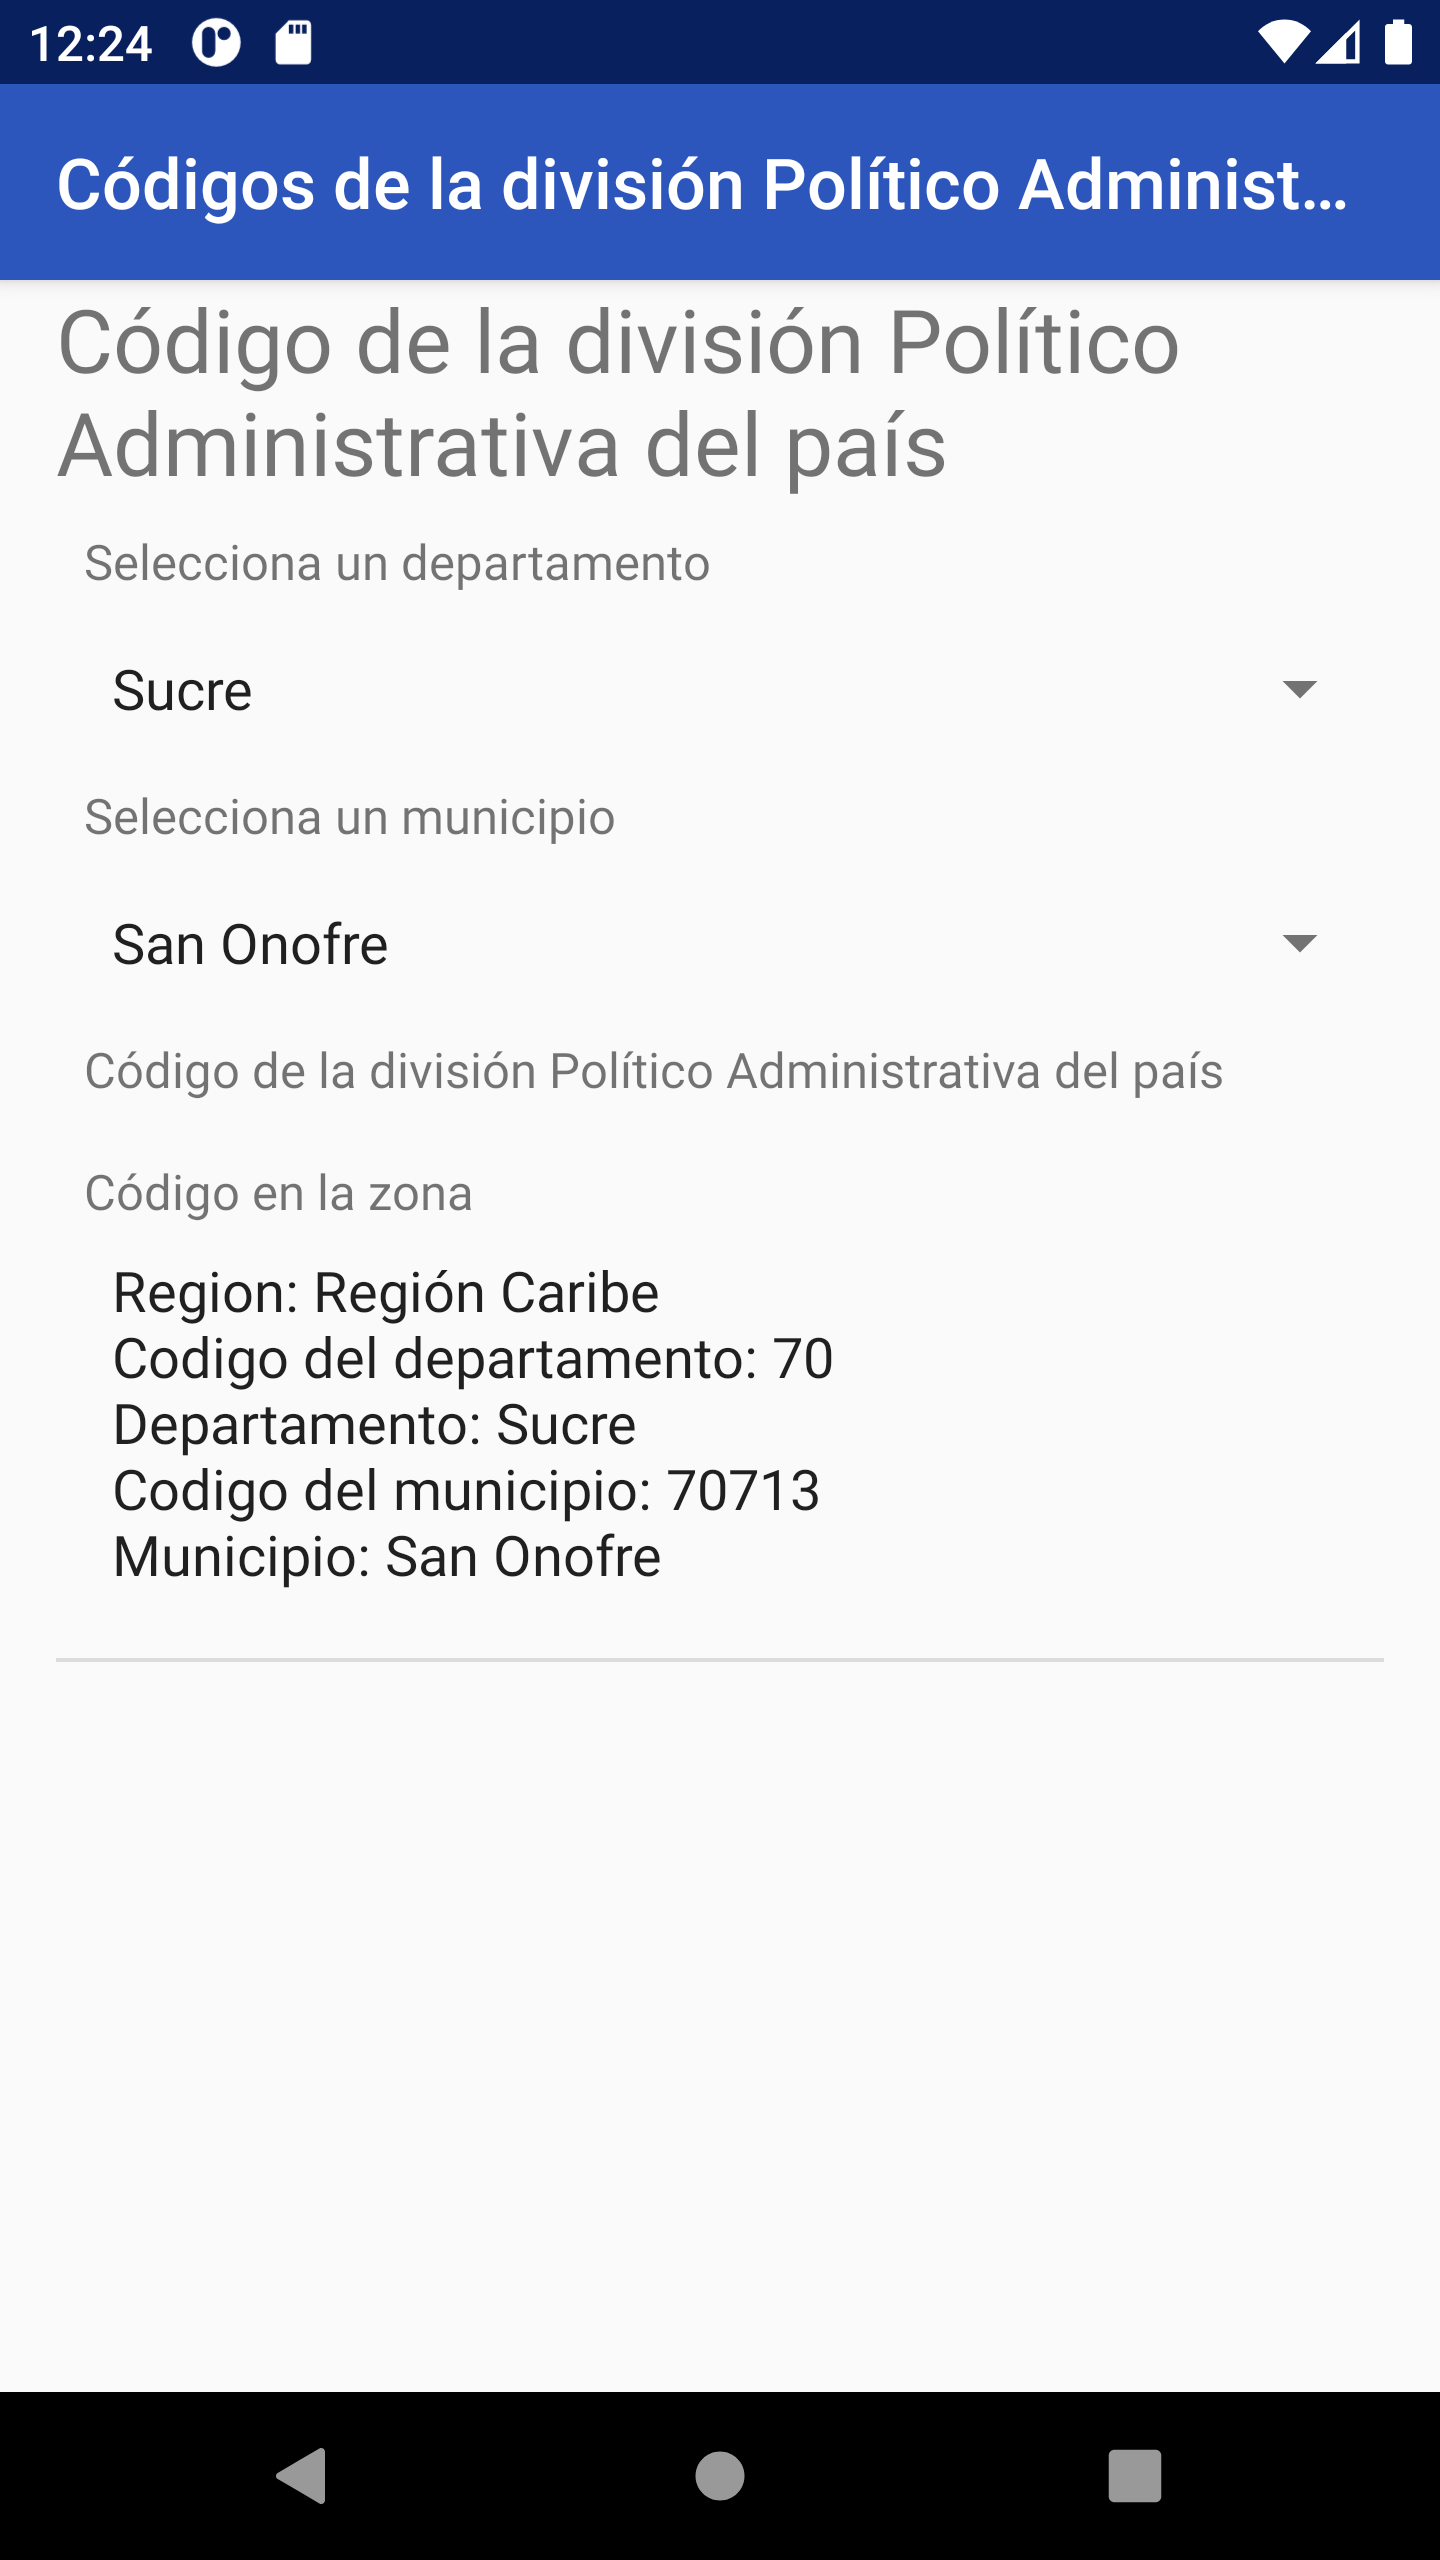 12:24
Códigos de la división Político Administ...
Código de la división Político
Administrativa del país
Selecciona un departamento
Sucre
Selecciona un municipio
San Onofre
Código de la división Político Administrativa del país
Código en la zona
Region: Región Caribe
Codigo del departamento: 70
Departamento: Sucre
Codigo del municipio: 70713
Municipio: San Onofre